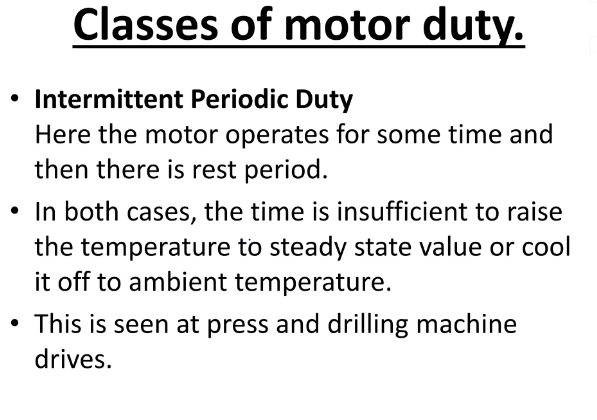 Classes of motor duty.
• Intermittent Periodic Duty
Here the motor operates for some time and
then there is rest period.
• In both cases, the time is insufficient to raise
the temperature to steady state value or cool
it off to ambient temperature.
• This is seen at press and drilling machine
drives.